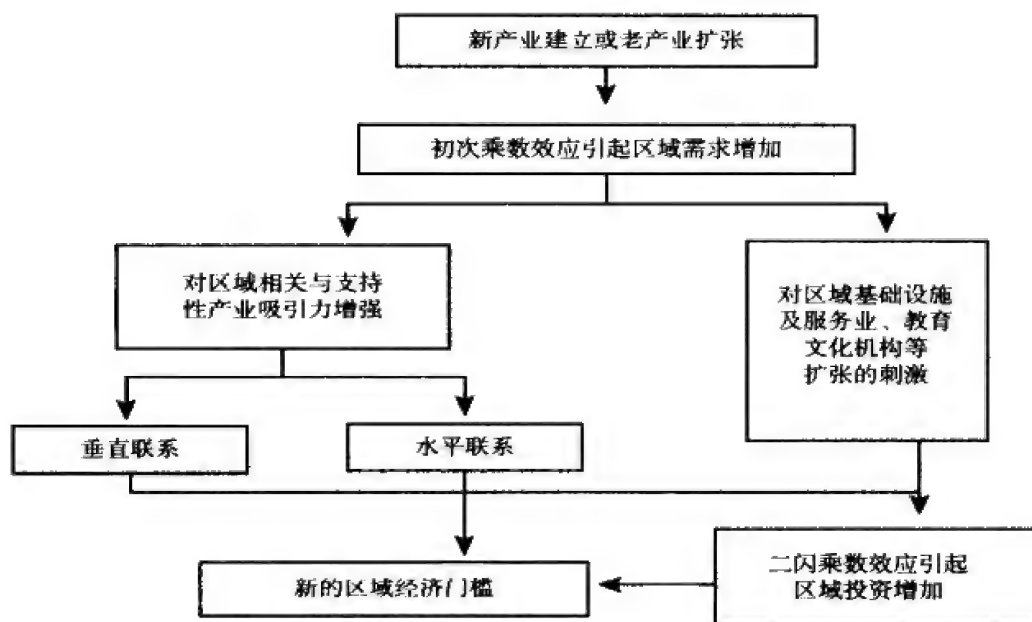 新产业建立或老产业扩张
初次乘数效应引起区域需求增加
对区域相关与支持
性产业吸引力增强
对区域基础设施
及服务业、教育
文化机构等
扩张的刺激
垂直联系
水平联系
二闪乘数效应引起
区域投资增加
新的区域经济门槛